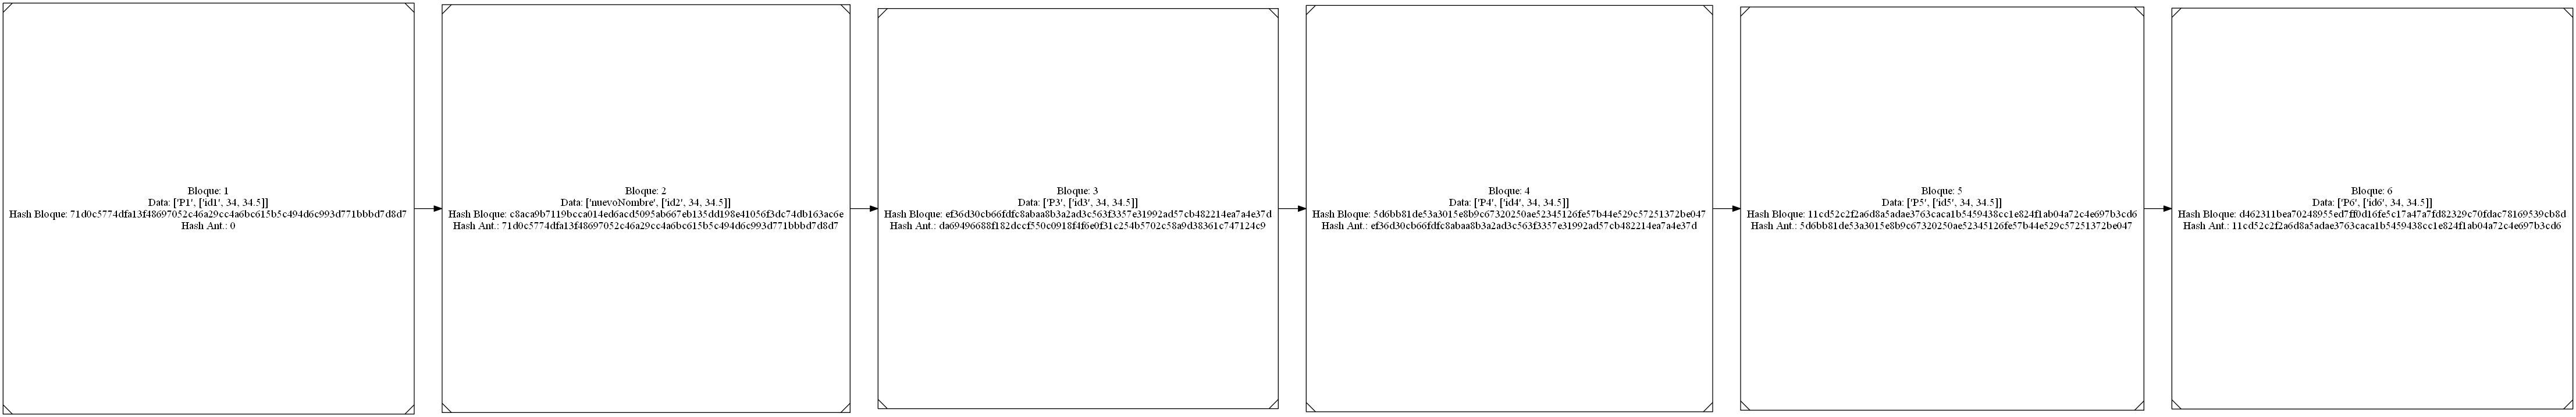 Bloque: 1
Data: ['P1', ['id1', 34, 34.5]]
Hash Bloque: 71d0c5774dfa13f48697052c46a29cc4a6bc615b5c494d6c993d771bbbd7d8d7
Hash Ant.: 0
Bloque: 2
Data: ['nuevoNombre', ['id2', 34, 34.5]]
Hash Bloque: c8aca9b7119bcca014ed6acd5095ab667eb135dd198e41056f3dc74db163ac6e
Hash Ant.: 71d0c5774dfa13f48697052c46a29cc4a6bc615b5c494d6c993d771bbbd7d8d7
Bloque: 3
Data: ['P3', ['id3', 34, 34.5]]
Hash Bloque: ef36d30cb66fdfc8abaa8b3a2ad3c563f3357e31992ad57cb482214ea7a4e37d
Hash Ant.: da69496688f182dccf550c0918f4f6e0f31c254b5702c58a9d38361c747124c9
Bloque: 4
Data: ['P4', ['id4', 34, 34.5]]
Hash Bloque: 5d6bb81de53a3015e8b9c67320250ae52345126fe57b44e529c57251372be047
Hash Ant.: ef36d30cb66fdfc8abaa8b3a2ad3c563f3357e31992ad57cb482214ea7a4e37d
Bloque: 5
Data: ['P5', ['id5', 34, 34.5]]
Hash Bloque: 11cd52c2f2a6d8a5adae3763caca1b5459438cc1e824f1ab04a72c4e697b3cd6
Hash Ant.: 5d6bb81de53a3015e8b9c67320250ae52345126fe57b44e529c57251372be047
Bloque: 6
Data: ['P6', ['id6', 34, 34.5]]
Hash Bloque: d462311bea70248955ed7ff0d16fe5c17a47a7fd82329c70fdac78169539cb8d
Hash Ant.: 11cd52c2f2a6d8a5adae3763caca1b5459438cc1e824f1ab04a72c4e697b3cd6